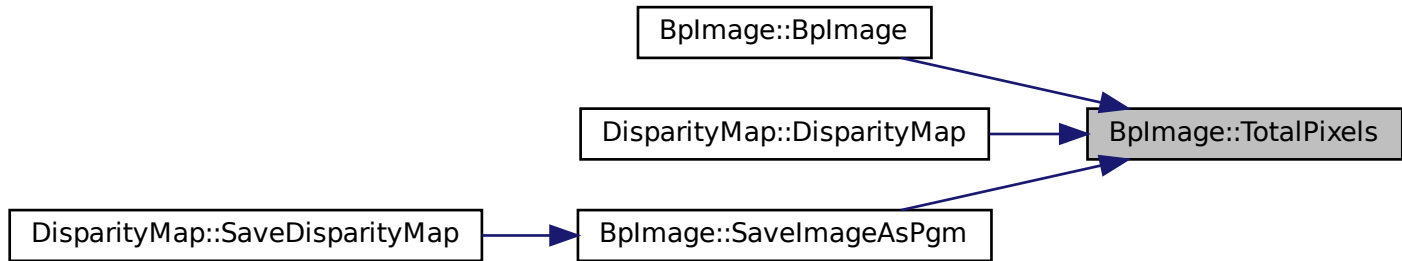 BpImage::BpImage
DisparityMap::DisparityMap
BpImage::TotalPixels
DisparityMap::SaveDisparityMap
BpImage::SaveImageAsPgm